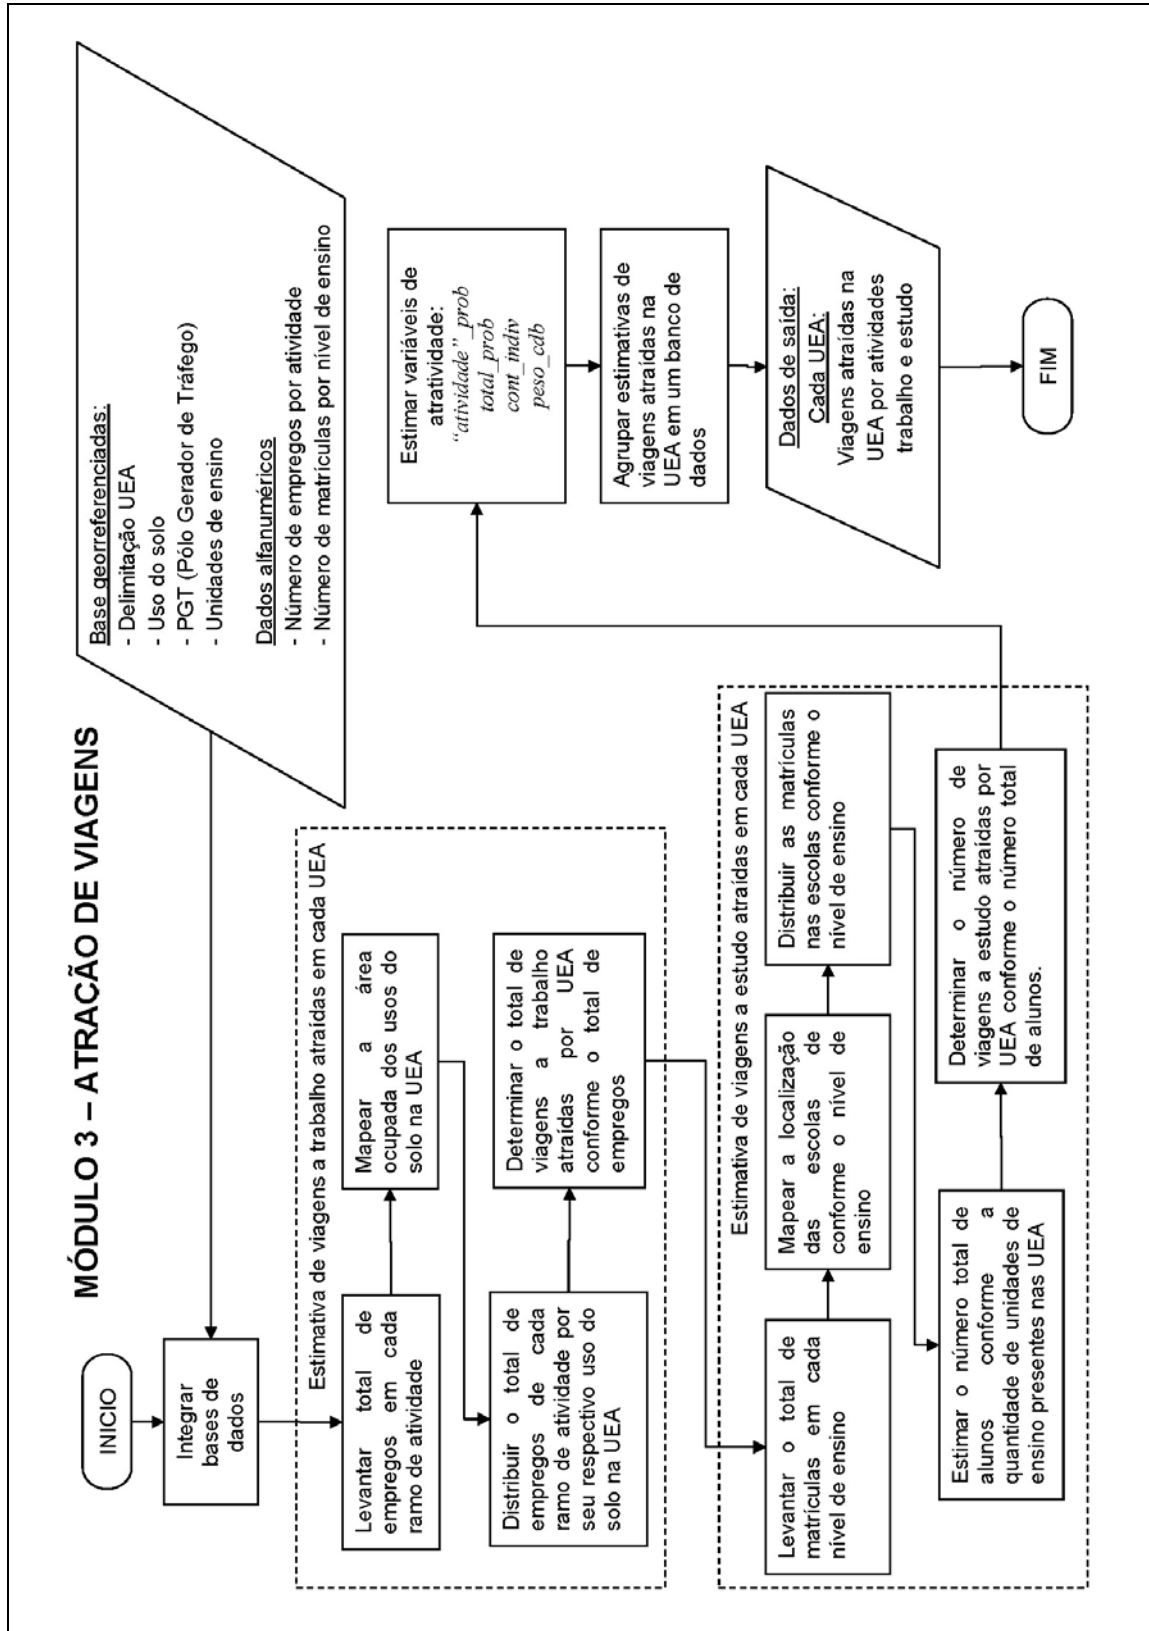 MÓDULO 3 – ATRAÇÃO DE VIAGENS
INICIO
Integrar
bases de
dados
Base georreferenciadas:
- Delimitação UEA
- Uso do solo
- PGT (Pólo Gerador de Tráfego)
- Unidades de ensino
Dados alfanuméricos
- Número de empregos por atividade
- Número de matrículas por nível de ensino
Estimativa de viagens a trabalho atraídas em cada UEA
Levantar total de
empregos em cada
ramo de atividade
Mapear a área
ocupada dos usos do
solo na UEA
Distribuir o total de
empregos de cada
ramo de atividade por
seu respectivo uso do
solo na UEA
Determinar o total de
viagens a trabalho
atraídas por UEA
conforme o total de
empregos
Estimativa de viagens a estudo atraídas em cada UEA
Levantar o total de
matrículas em cada
nível de ensino
Mapear a localização
das escolas de
conforme o nível de
ensino
Distribuir as matrículas
nas escolas conforme o
nível de ensino
Estimar o número total de
alunos conforme a
quantidade de unidades de
ensino presentes nas UEA
Determinar o número de
viagens a estudo atraídas por
UEA conforme o número total
de alunos.
Estimar variáveis de
atratividade:
“atividade”_prob
total_prob
cont_indiv
peso_cdb
Agrupar estimativas de
viagens atraídas na
UEA em um banco de
dados
Dados de saída:
Cada UEA:
Viagens atraídas na
UEA por atividades
trabalho e estudo
FIM